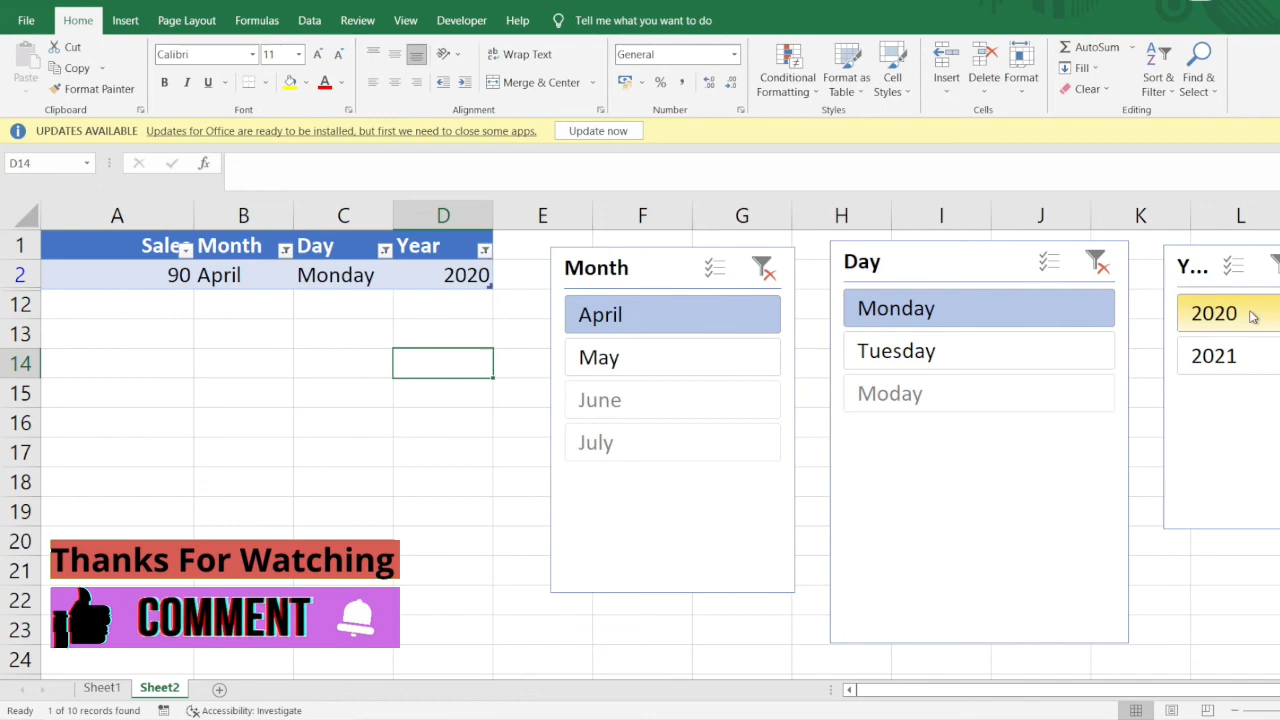 File Home Insert Page Layout Formulas Data Review View Developer Help Tell me what you want to do
Paste Cut Copy Format Painter Clipboard
Calibri 11 B I U A Font
Wrap Text Merge & Center Alignment
General % , Number
Conditional Formatting Format as Table Cell Styles Styles
Insert Delete Format Cells
AutoSum Fill Clear Sort & Filter Find & Select Editing
UPDATES AVAILABLE Updates for Office are ready to be installed, but first we need to close some apps. Update now
D14 fx
A B C D E F G H I J K L
1 Sales Month Day Year
2 90 April Monday 2020
12
13
14
15
16
17
18
19
20
21
22
23
24
Month
April
May
June
July
Day
Monday
Tuesday
Moday
Y...
2020
2021
Thanks For Watching
COMMENT
Sheet1 Sheet2
Ready 1 of 10 records found Accessibility: Investigate